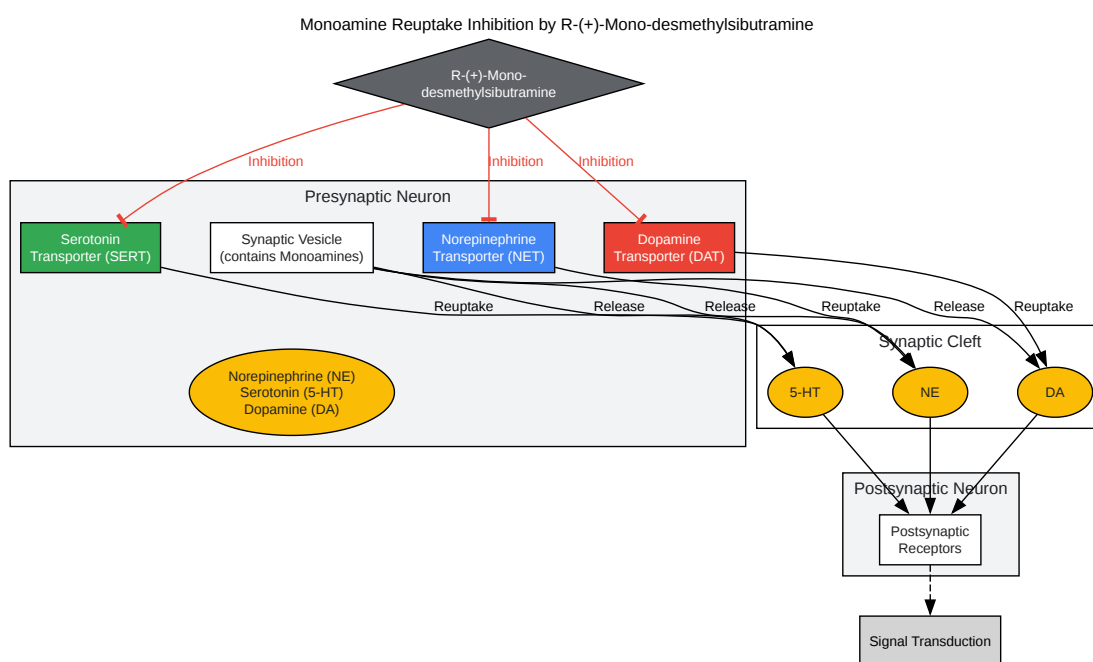 Monoamine Reuptake Inhibition by R-(+)-Mono-desmethylsibutramine
R-(+)-Mono-
desmethylsibutramine
Inhibition
Inhibition
Inhibition
Presynaptic Neuron
Serotonin
Transporter (SERT)
Synaptic Vesicle
(contains Monoamines)
Norepinephrine
Transporter (NET)
Dopamine
Transporter (DAT)
Reuptake
Release
Release
Reuptake
Release
Reuptake
Synaptic Cleft
Norepinephrine (NE)
Serotonin (5-HT)
Dopamine (DA)
5-HT
NE
DA
Postsynaptic Neuron
Postsynaptic
Receptors
Signal Transduction